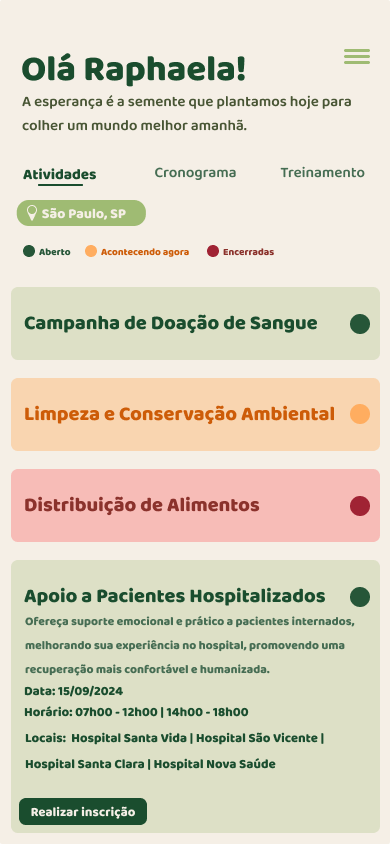 Olá Raphaela!
A esperança é a semente que plantamos hoje para
colher um mundo melhor amanhã.
Atividades Cronograma Treinamento
São Paulo, SP
Aberto Acontecendo agora Encerradas
Campanha de Doação de Sangue
Limpeza e Conservação Ambiental
Distribuição de Alimentos
Apoio a Pacientes Hospitalizados
Ofereça suporte emocional e prático a pacientes internados,
melhorando sua experiência no hospital, promovendo uma
recuperação mais confortável e humanizada.
Data: 15/09/2024
Horário: 07h00 - 12h00 | 14h00 - 18h00
Locais: Hospital Santa Vida | Hospital São Vicente |
Hospital Santa Clara | Hospital Nova Saúde
Realizar inscrição